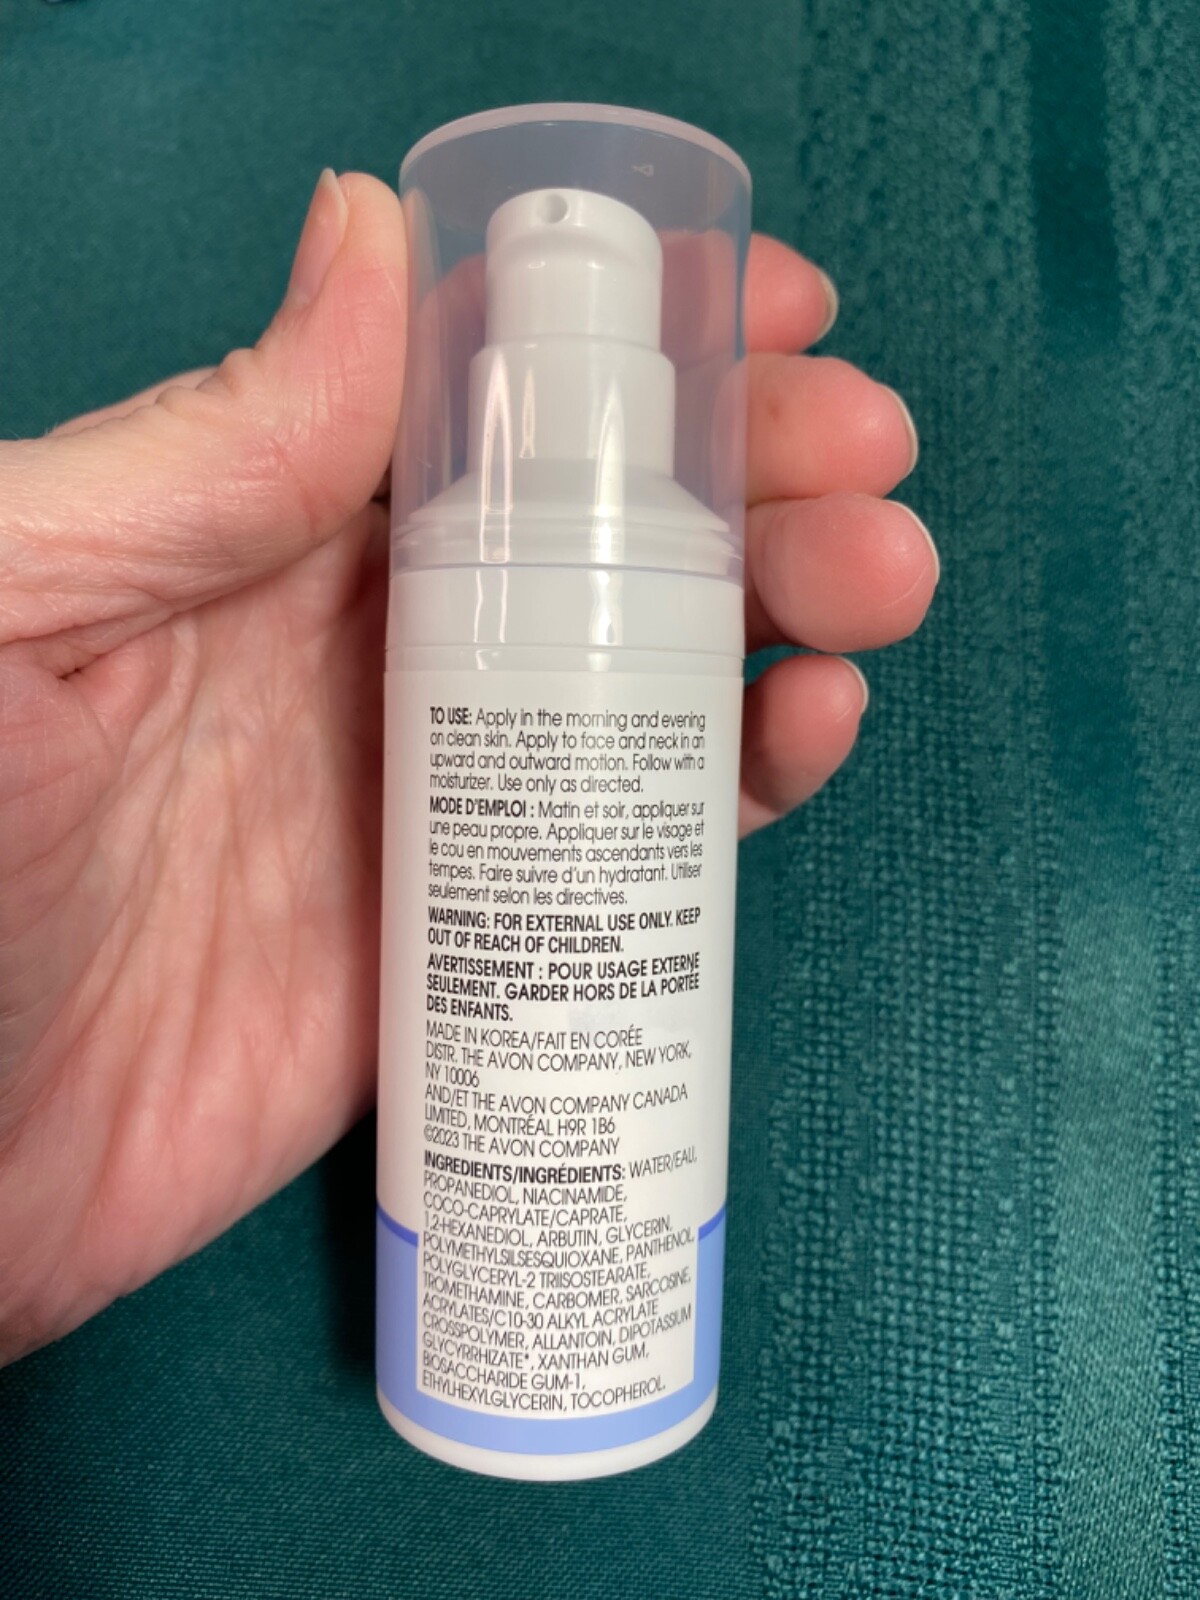 TO USE: Apply in the morning and evening
on clean skin. Apply to face and neck in an
upward and outward motion. Follow with a
moisturizer. Use only as directed.
MODE D'EMPLOI : Matin et soir, appliquer sur
une peau propre. Appliquer sur le visage et
le cou en mouvements ascendants vers les
tempes. Faire suivre d'un hydratant. Utiliser
seulement selon les directives.
WARNING: FOR EXTERNAL USE ONLY. KEEP
OUT OF REACH OF CHILDREN.
AVERTISSEMENT : POUR USAGE EXTERNE
SEULEMENT. GARDER HORS DE LA PORTÉE
DES ENFANTS.
MADE IN KOREA/FAIT EN CORÉE
DISTR. THE AVON COMPANY, NEW YORK,
NY 10006
AND/ET THE AVON COMPANY CANADA
LIMITED, MONTRÉAL H9R 1B6
©2023 THE AVON COMPANY
INGREDIENTS/INGRÉDIENTS: WATER/EAU,
PROPANEDIOL, NIACINAMIDE,
COCO-CAPRYLATE/CAPRATE,
1,2-HEXANEDIOL, ARBUTIN, GLYCERIN,
POLYMETHYLSILSESQUIOXANE, PANTHENOL,
POLYGLYCERYL-2 TRIISOSTEARATE,
TROMETHAMINE, CARBOMER, SARCOSINE,
ACRYLATES/C10-30 ALKYL ACRYLATE
CROSSPOLYMER, ALLANTOIN, DIPOTASSIUM
GLYCYRRHIZATE*, XANTHAN GUM,
BIOSACCHARIDE GUM-1,
ETHYLHEXYLGLYCERIN, TOCOPHEROL.